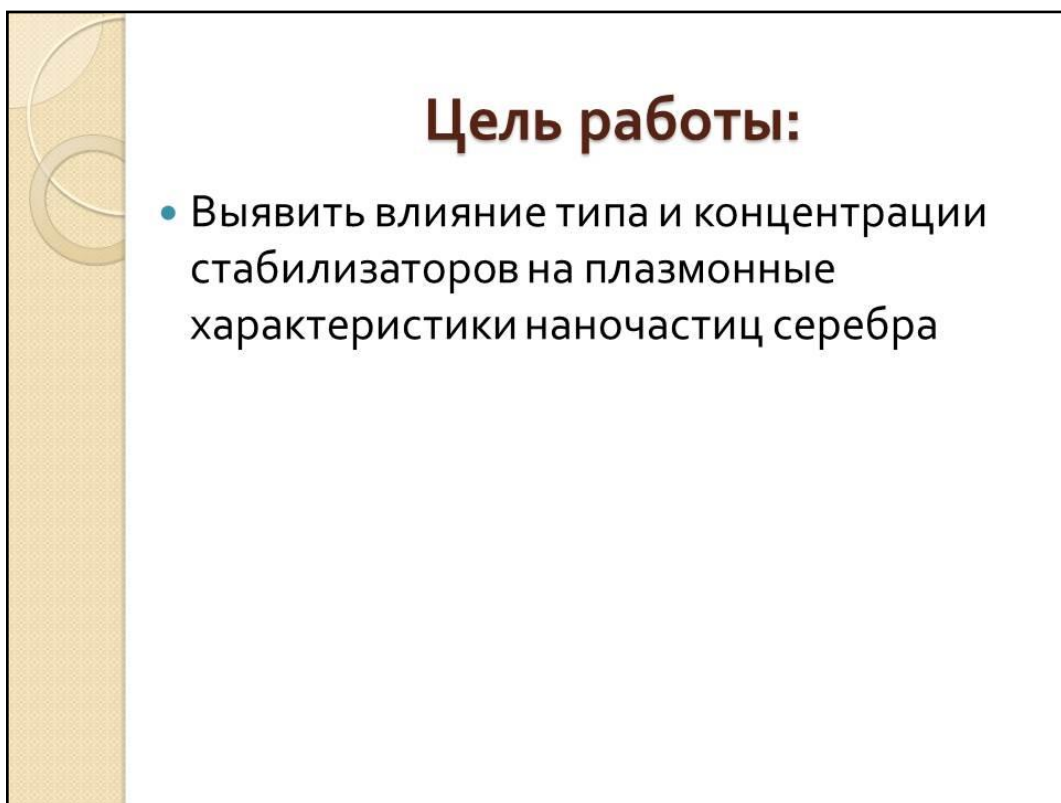 Цель работы:
• Выявить влияние типа и концентрации
стабилизаторов на плазмонные
характеристики наночастиц серебра